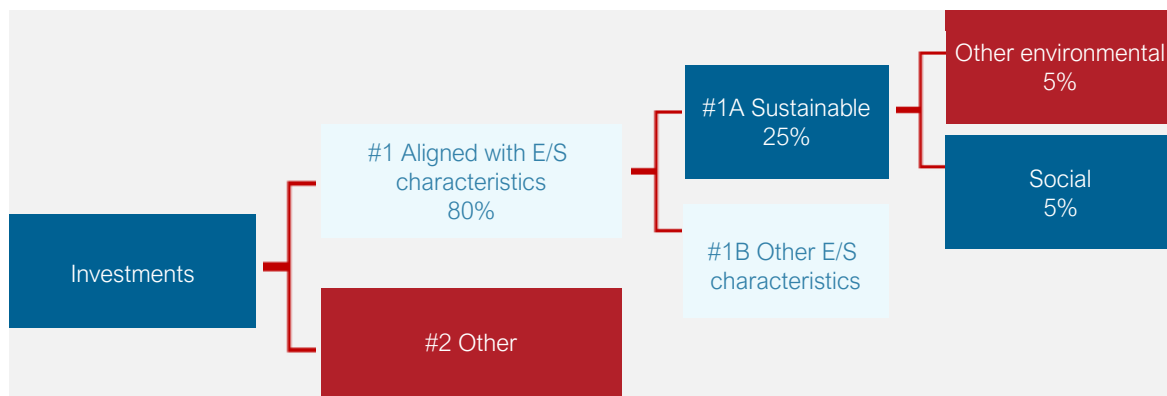 Investments
#1 Aligned with E/S
characteristics
80%
#2 Other
#1A Sustainable
25%
#1B Other E/S
characteristics
Other environmental
5%
Social
5%